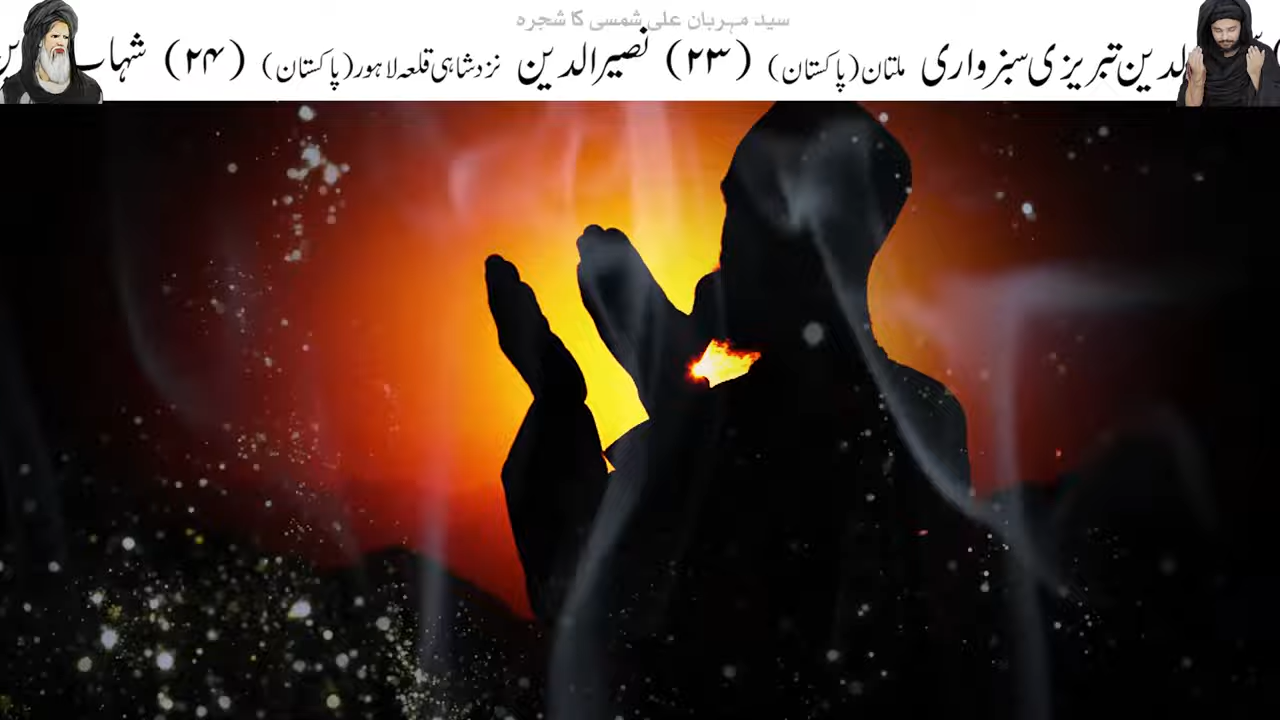 سید مہربان علی شمسی کا شجرہ
الدین تبریزی سبزواری ملتان (پاکستان) (۲۳) نصیرالدین نزد شاہی قلعہ لاہور (پاکستان) (۲۴)